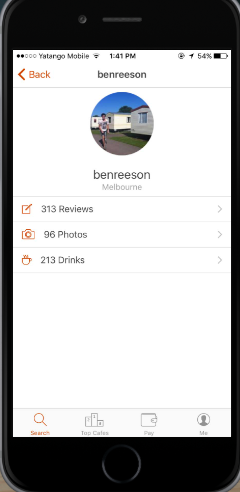 Yatango Mobile 1:41 PM 54%
Back benreeson
benreeson
Melbourne
313 Reviews
96 Photos
213 Drinks
Search Top Cafes Pay Me